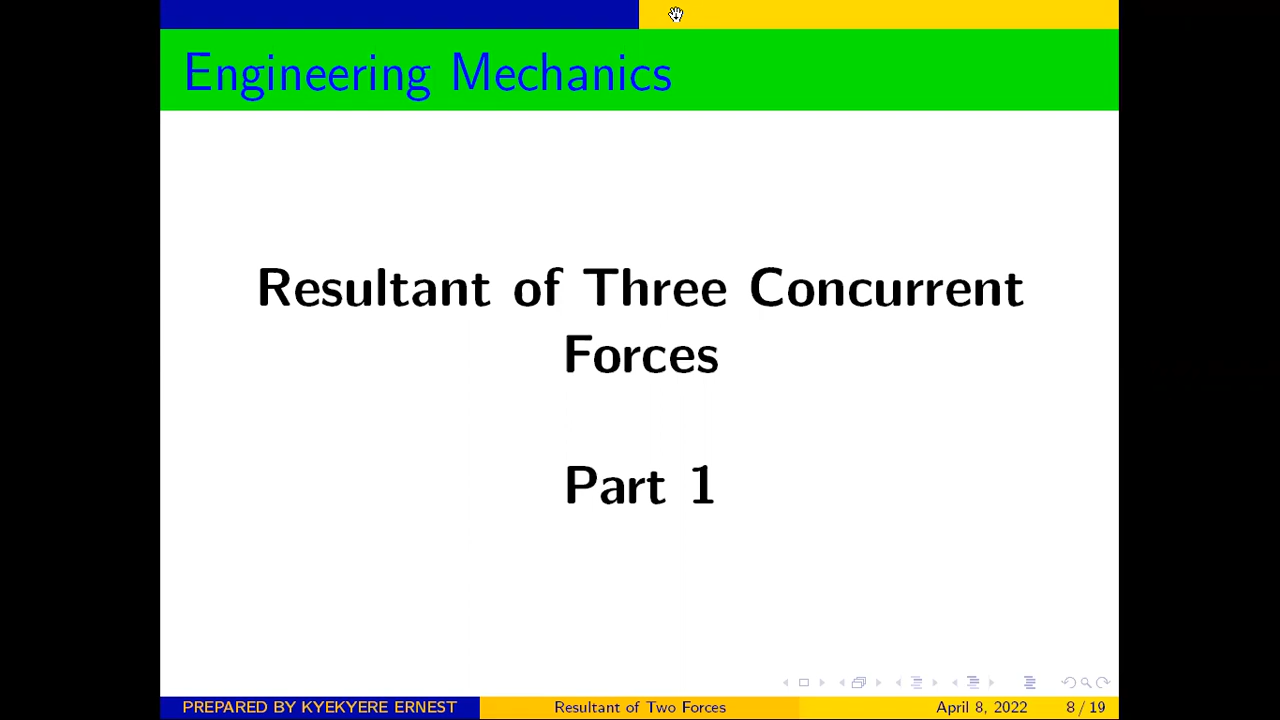 Engineering Mechanics
Resultant of Three Concurrent
Forces
Part 1
PREPARED BY KYEKYERE ERNEST
Resultant of Two Forces
April 8, 2022
8 / 19